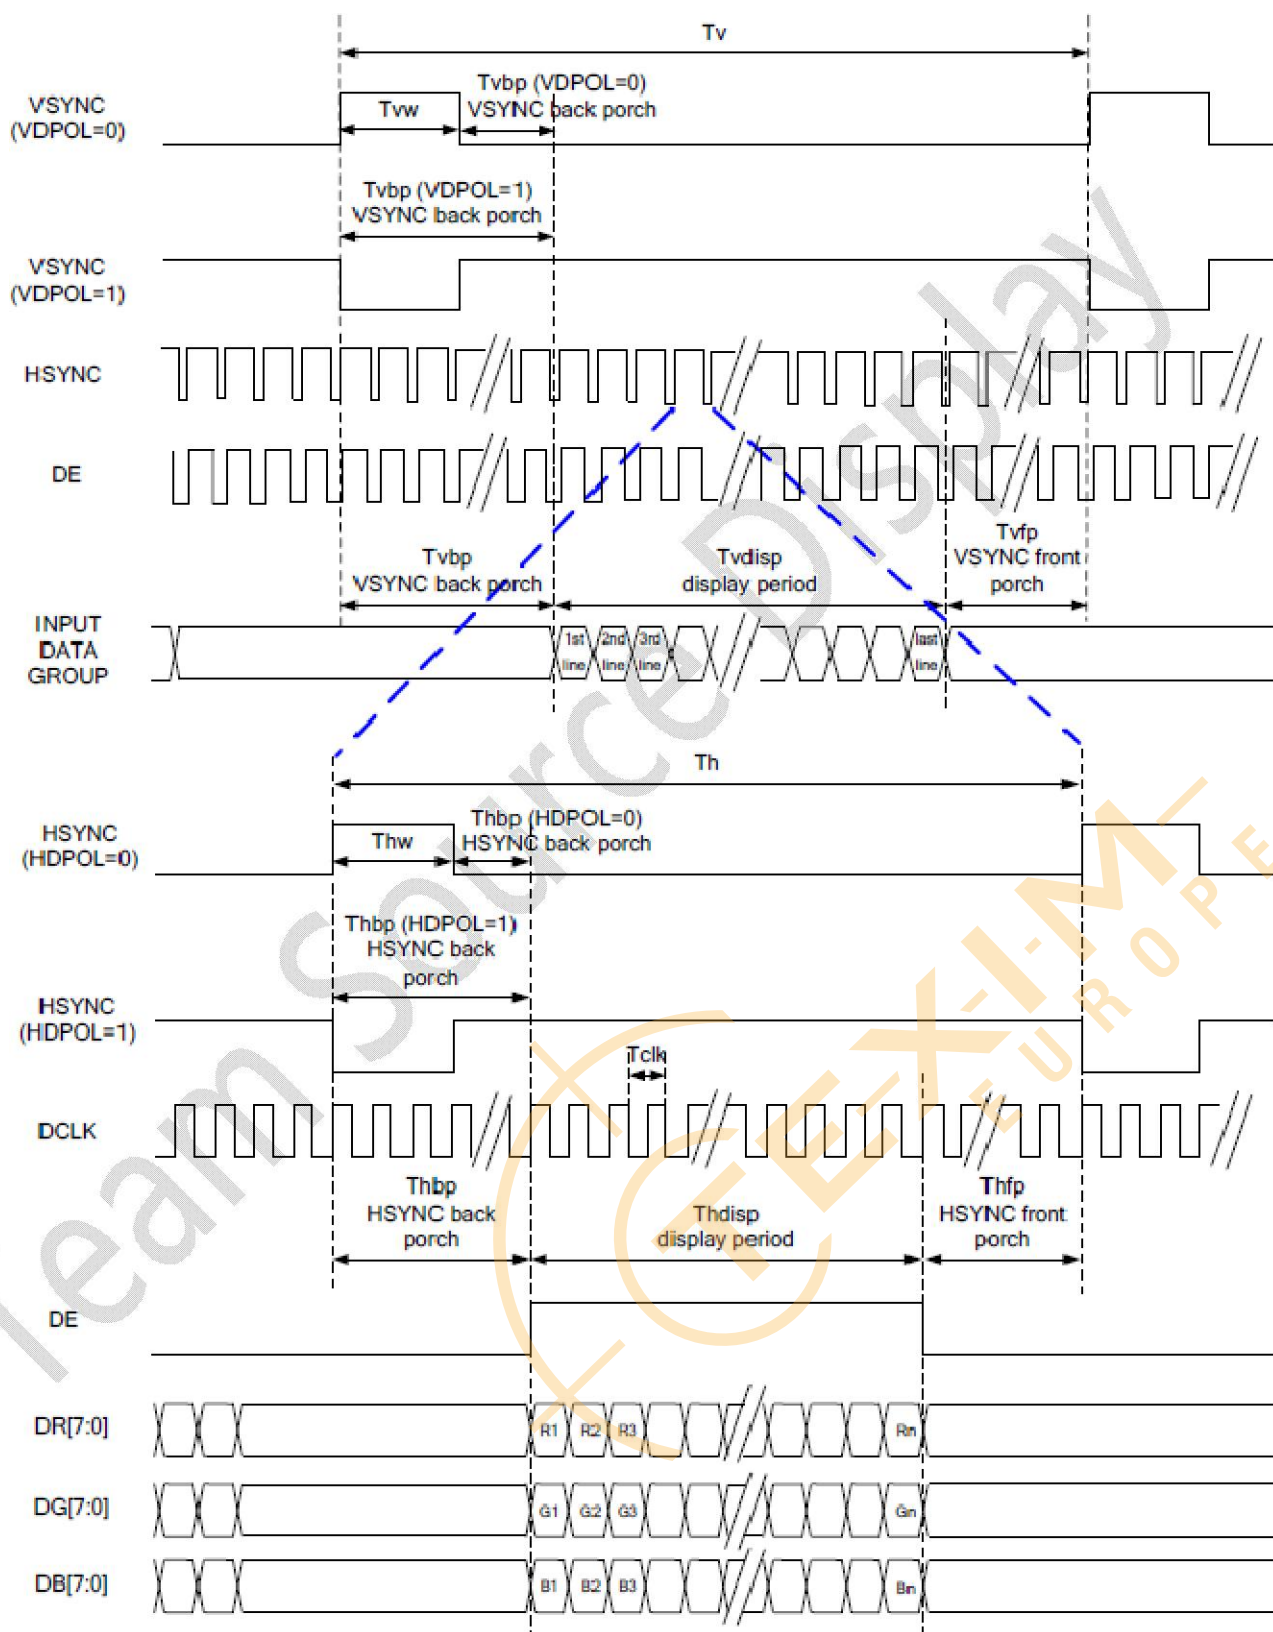 Tv
VSYNC
(VDPOL=0)
Tvw
Tvbp (VDPOL=0)
VSYNC back porch
Tvbp (VDPOL=1)
VSYNC back porch
VSYNC
(VDPOL=1)
HSYNC
DE
Tvbp
VSYNC back porch
Tvdisp
display period
Tvfp
VSYNC front
porch
INPUT
DATA
GROUP
1st
line
2nd
line
3rd
line
last
line
Th
HSYNC
(HDPOL=0)
Thw
Thbp (HDPOL=0)
HSYNC back porch
Thbp (HDPOL=1)
HSYNC back
porch
HSYNC
(HDPOL=1)
Tclk
DCLK
Thbp
HSYNC back
porch
Thdisp
display period
Thfp
HSYNC front
porch
DE
DR[7:0]
R1 R2 R3 Rn
DG[7:0]
G1 G2 G3 Gn
DB[7:0]
B1 B2 B3 Bn
Team Source Display
TEXIM
EUROPE